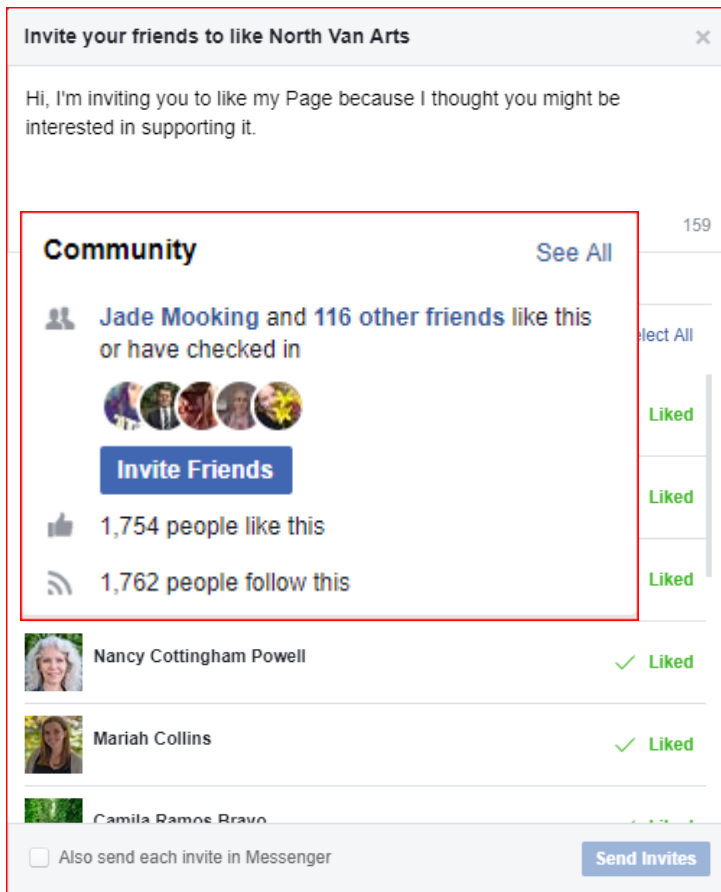 Invite your friends to like North Van Arts
Hi, I'm inviting you to like my Page because I thought you might be
interested in supporting it.
159
Community
See All
Jade Mooking and 116 other friends like this
or have checked in
Invite Friends
1,754 people like this
1,762 people follow this
elect All
Liked
Liked
Liked
Nancy Cottingham Powell
Liked
Mariah Collins
Liked
Camila Ramos Bravo
Liked
Also send each invite in Messenger
Send Invites